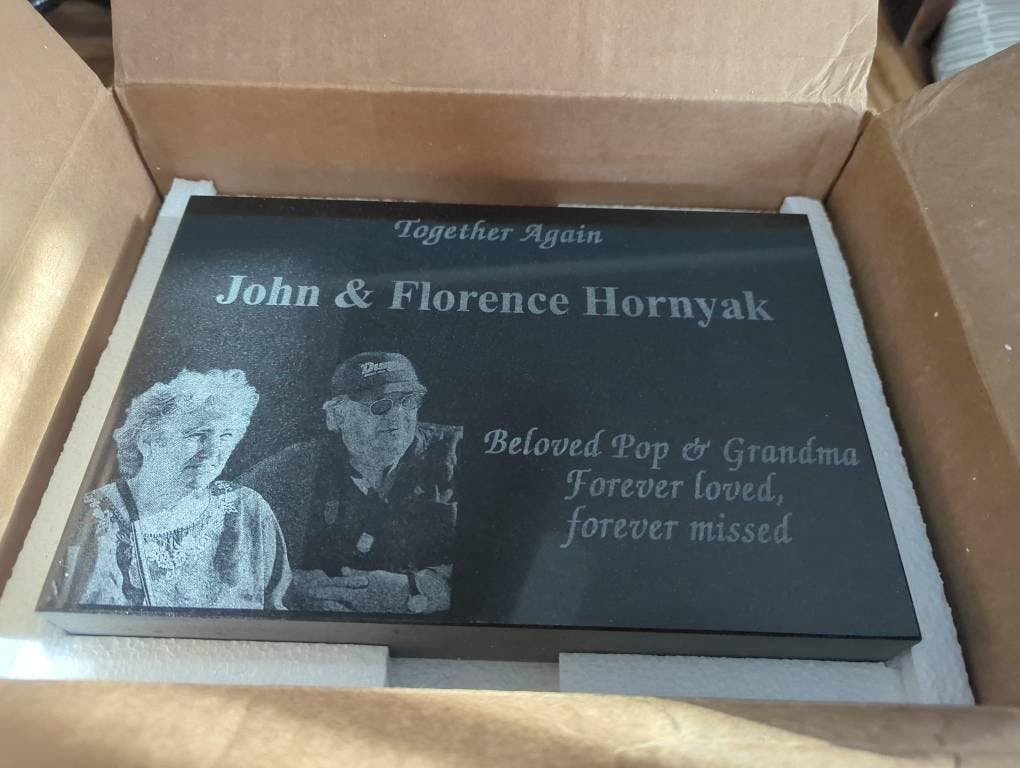 Together Again
John & Florence Hornyak
Beloved Pop & Grandma
Forever loved,
forever missed